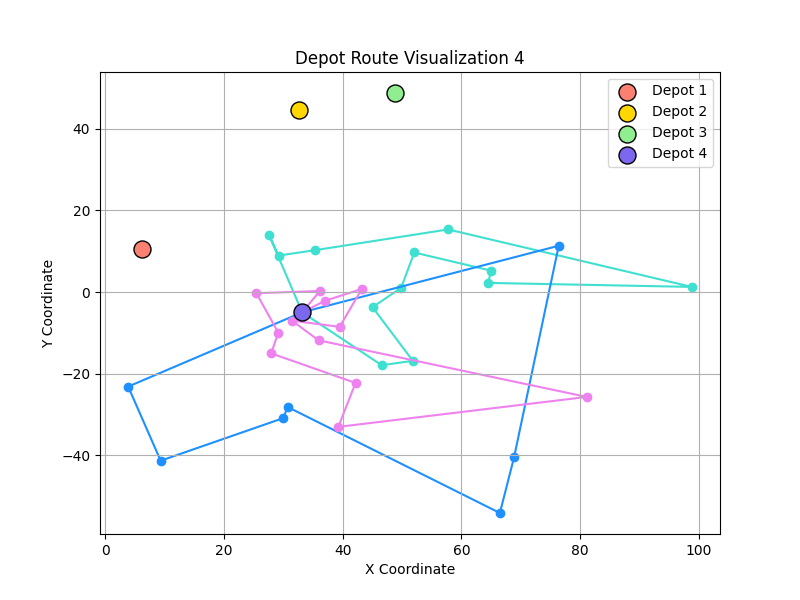 Depot Route Visualization 4
Depot 1
Depot 2
Depot 3
Depot 4
Y Coordinate
40
20
0
−20
−40
0 20 40 60 80 100
X Coordinate